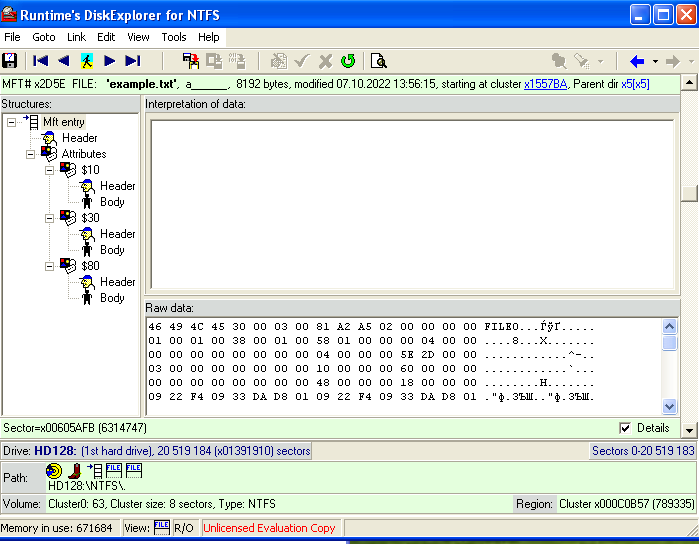 Runtime's DiskExplorer for NTFS
File Goto Link Edit View Tools Help
MFT# x2D5E FILE: 'example.txt', a_____, 8192 bytes, modified 07.10.2022 13:56:15, starting at cluster x1557BA, Parent dir x5[x5]
Structures:
Mft entry
Header
Attributes
$10
Header
Body
$30
Header
Body
$80
Header
Body
Interpretation of data:
Raw data:
46 49 4C 45 30 00 03 00 81 A2 A5 02 00 00 00 00 FILE0...Ѓўґ.....
01 00 01 00 38 00 01 00 58 01 00 00 00 04 00 00 ....8...X.......
00 00 00 00 00 00 00 00 04 00 00 00 5E 2D 00 00 ............^-..
03 00 00 00 00 00 00 00 10 00 00 00 60 00 00 00 ............`...
00 00 00 00 00 00 00 00 48 00 00 00 18 00 00 00 ........H.......
09 22 F4 09 33 DA D8 01 09 22 F4 09 33 DA D8 01 ."ф.3ЪШ.."ф.3ЪШ.
Sector=x00605AFB (6314747)
Details
Drive: HD128: (1st hard drive), 20 519 184 (x01391910) sectors
Sectors 0-20 519 183
Path:
FILE FILE
HD128:\NTFS\.
Volume: Cluster0: 63, Cluster size: 8 sectors, Type: NTFS
Region: Cluster x000C0B57 (789335)
Memory in use: 671684 View: FILE R/O Unlicensed Evaluation Copy